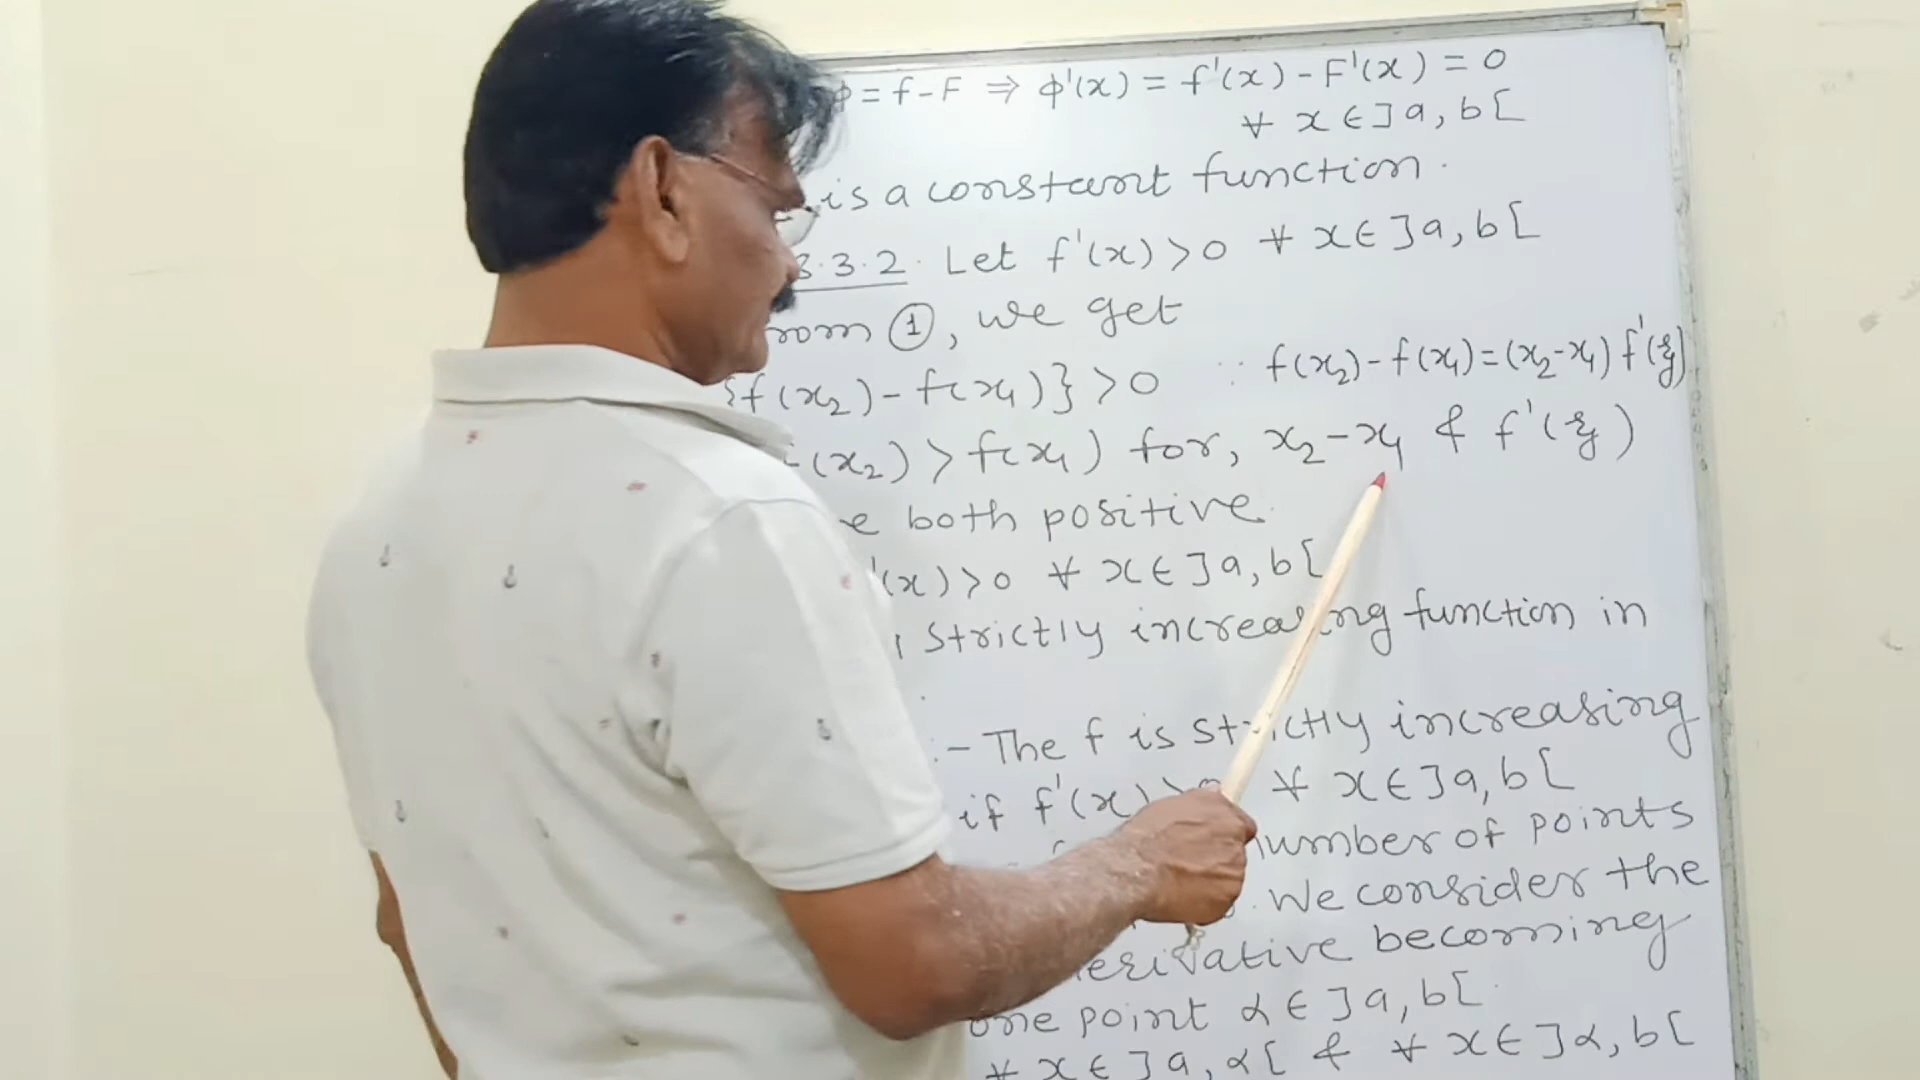 ϕ = f - F ⇒ ϕ'(x) = f'(x) - F'(x) = 0
∀ x ∈ ]a, b[
is a constant function.
3.3.2. Let f'(x) > 0 ∀ x ∈ ]a, b[
①, we get
{f(x₂) - f(x₁)} > 0 ∵ f(x₂) - f(x₁) = (x₂ - x₁) f'(ξ)
(x₂) > f(x₁) for, x₂ - x₁ & f'(ξ)
both positive.
'(x) > 0 ∀ x ∈ ]a, b[
strictly increasing function in
:- The f is strictly increasing
if f'(x) > 0 ∀ x ∈ ]a, b[
number of points
. We consider the
becoming
one point α ∈ ]a, b[.
∀ x ∈ ]a, α[ & ∀ x ∈ ]α, b[